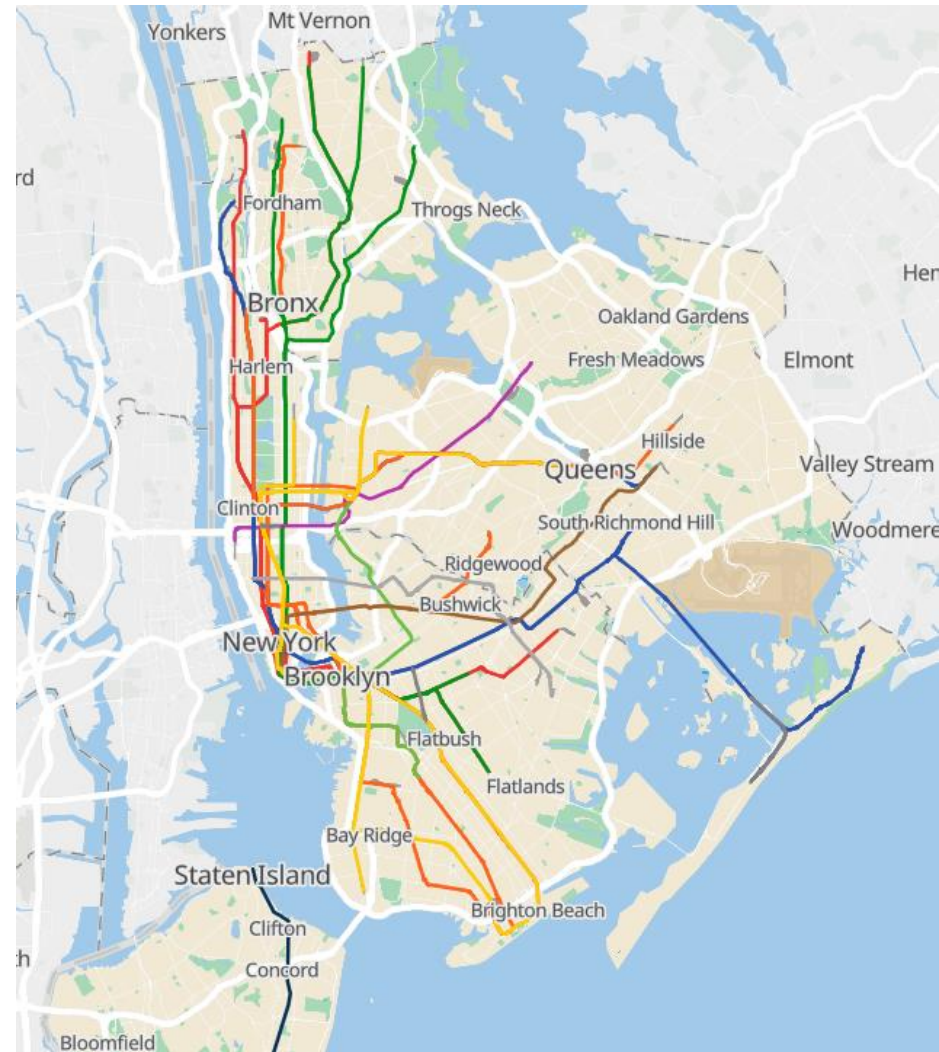 Mt Vernon
Yonkers
rd
Fordham
Throgs Neck
Hen
Bronx
Oakland Gardens
Harlem
Fresh Meadows
Elmont
Hillside
Queens
Valley Stream
Clinton
South Richmond Hill
Woodmere
Ridgewood
Bushwick
New York
Brooklyn
Flatbush
Flatlands
Bay Ridge
Staten Island
Brighton Beach
Clifton
th
Concord
Bloomfield